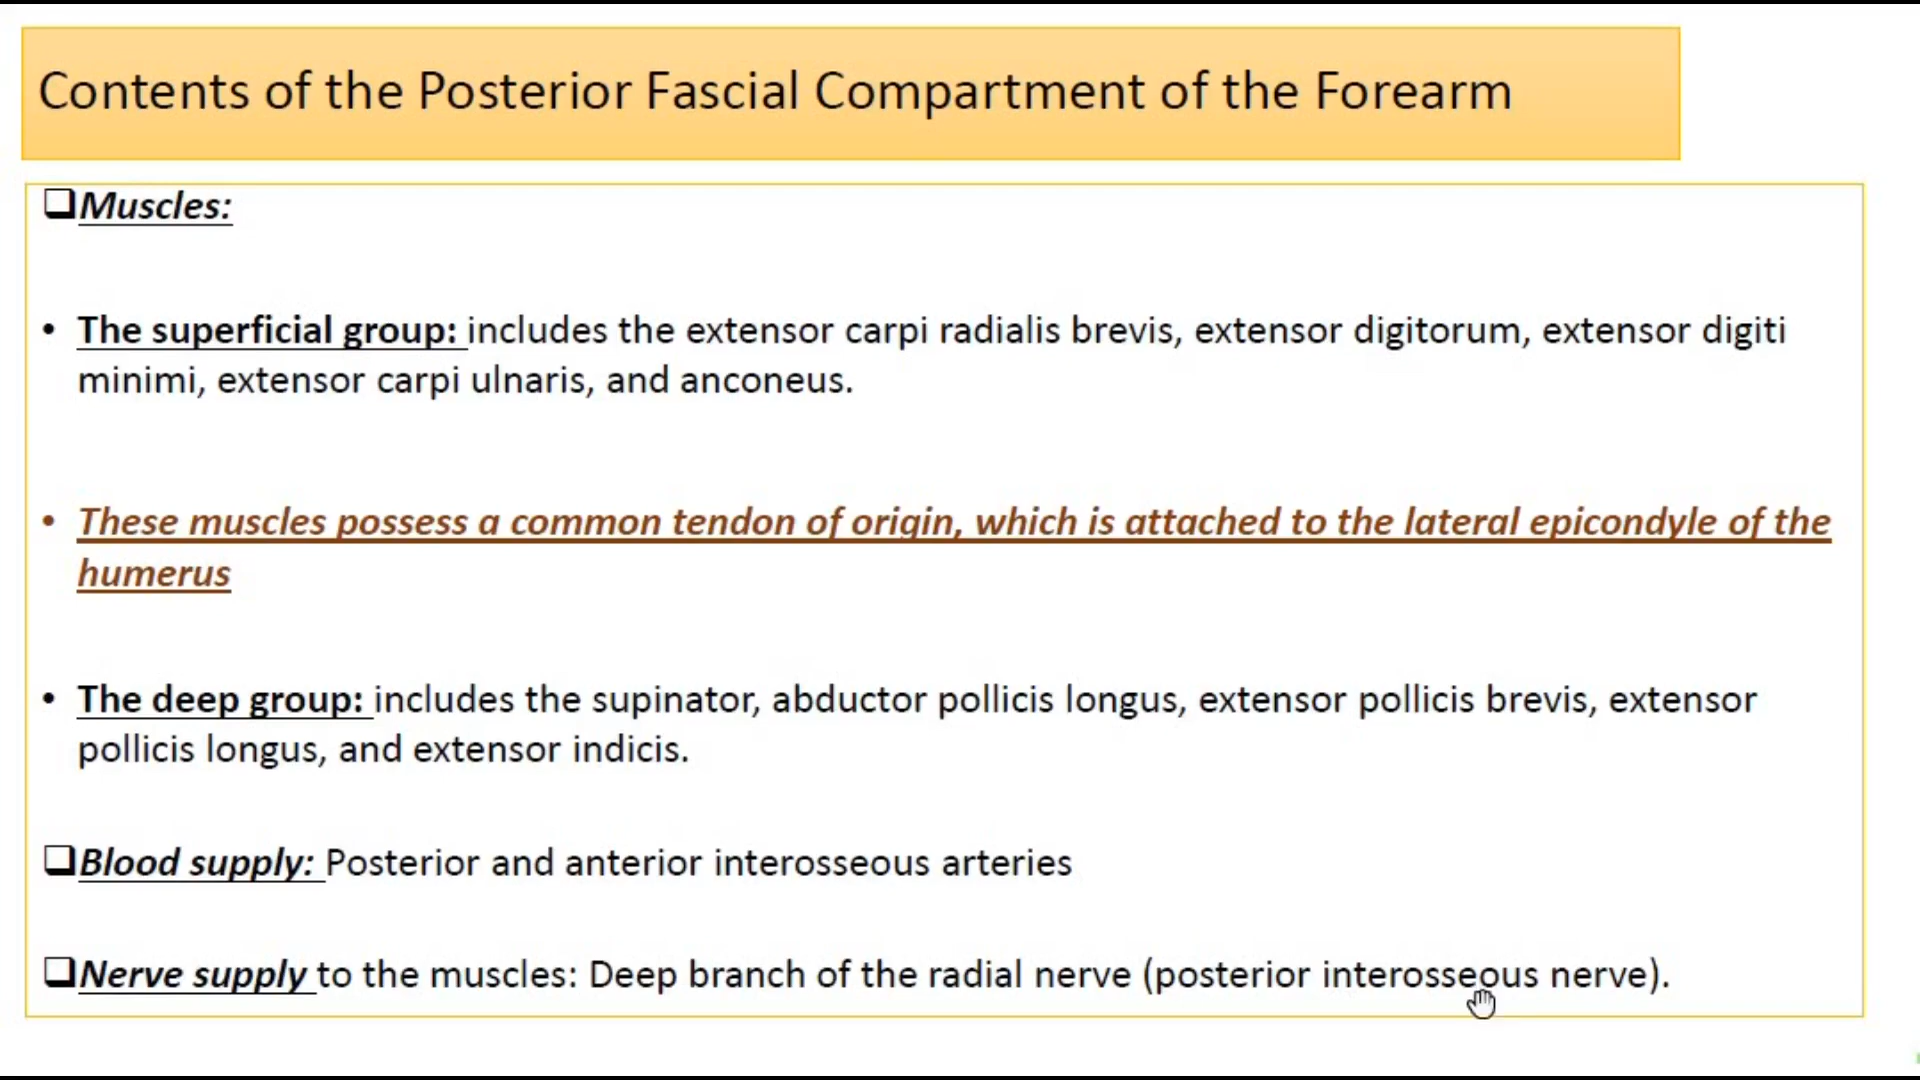 Contents of the Posterior Fascial Compartment of the Forearm
Muscles:
• The superficial group: includes the extensor carpi radialis brevis, extensor digitorum, extensor digiti
minimi, extensor carpi ulnaris, and anconeus.
• These muscles possess a common tendon of origin, which is attached to the lateral epicondyle of the
humerus
• The deep group: includes the supinator, abductor pollicis longus, extensor pollicis brevis, extensor
pollicis longus, and extensor indicis.
Blood supply: Posterior and anterior interosseous arteries
Nerve supply to the muscles: Deep branch of the radial nerve (posterior interosseous nerve).